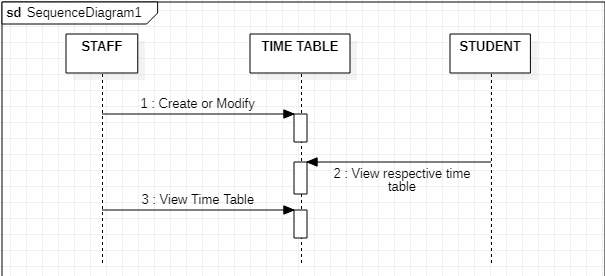 sd SequenceDiagram1
STAFF
TIME TABLE
STUDENT
1 : Create or Modify
2 : View respective time
table
3 : View Time Table